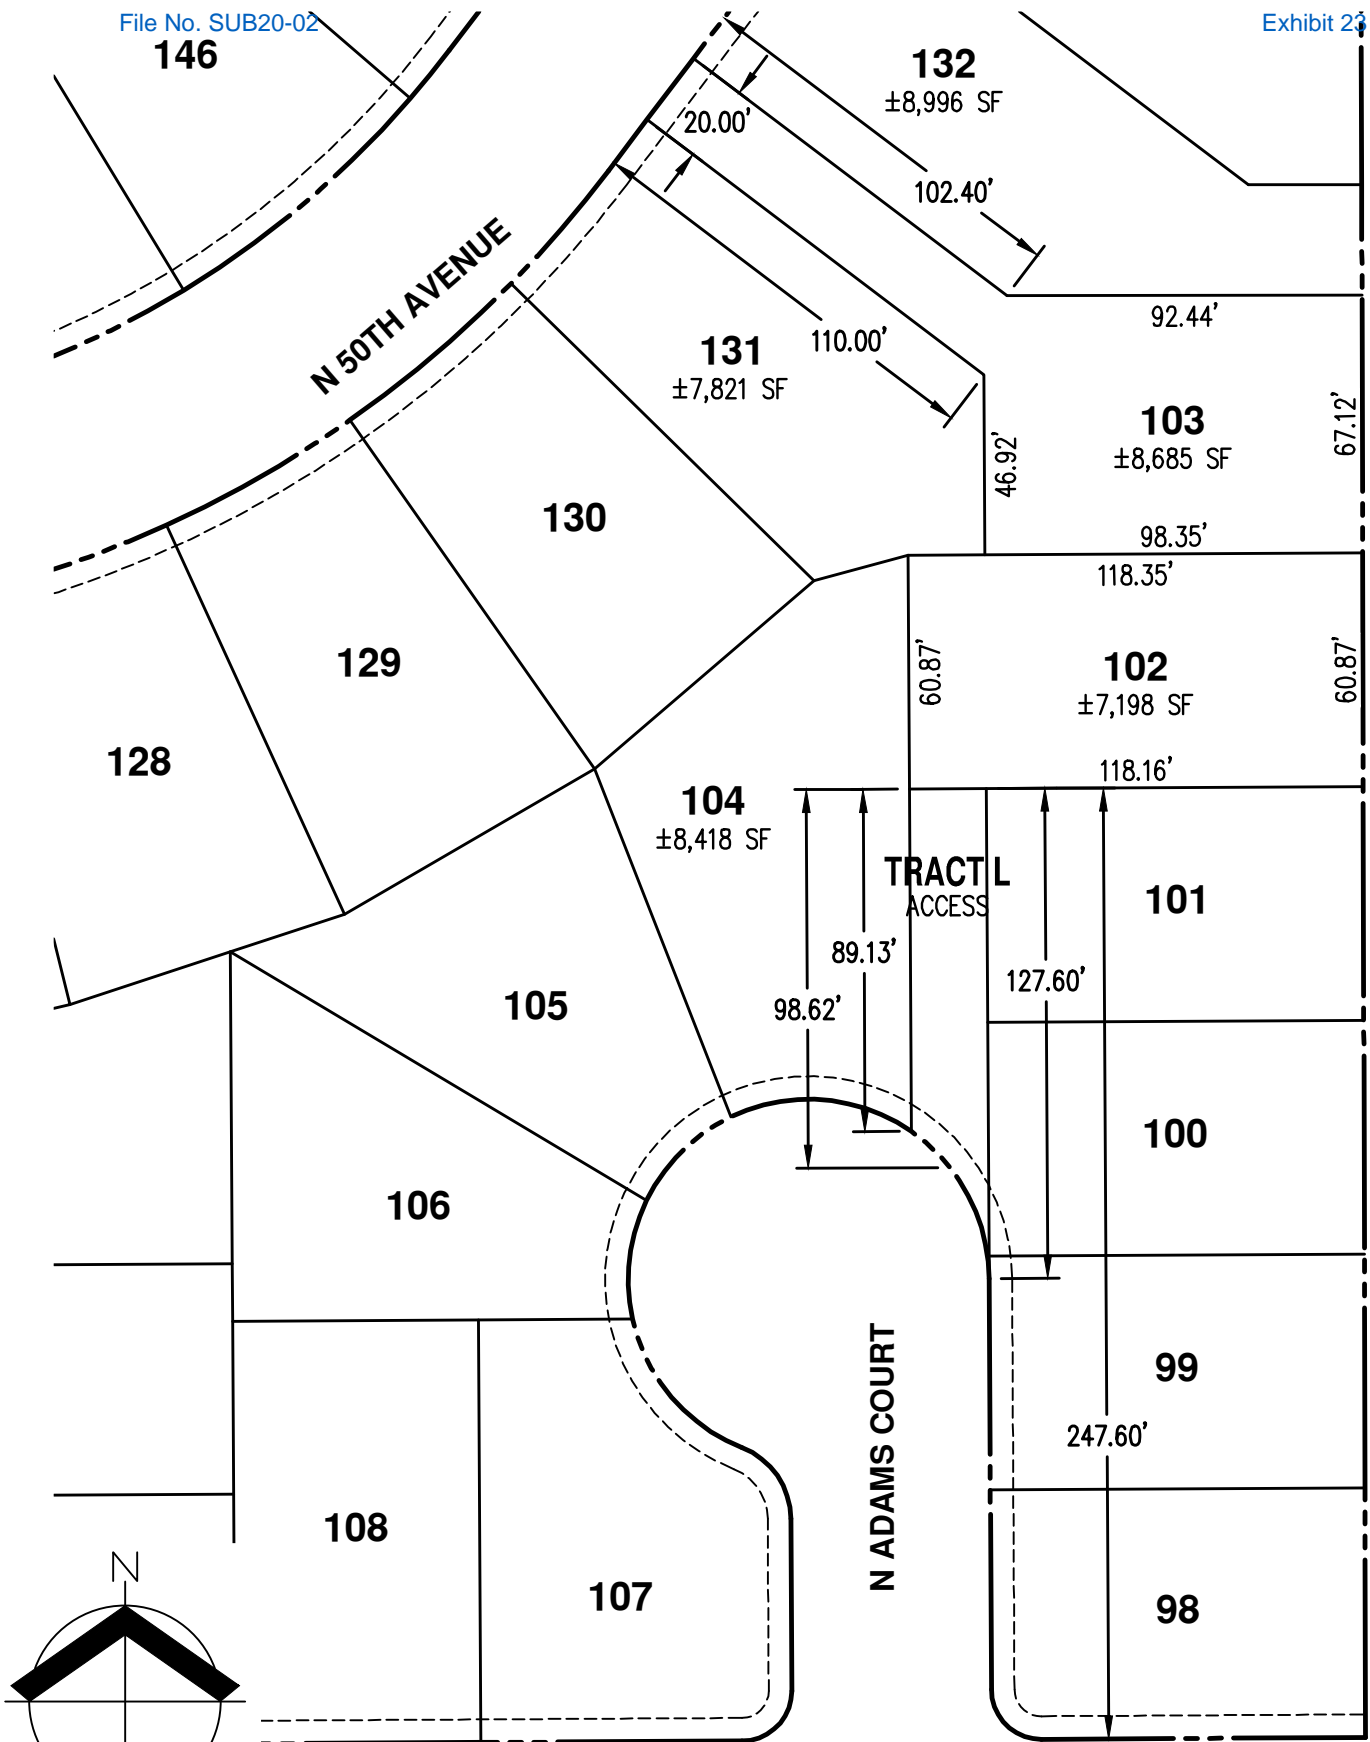 File No. SUB20-02
Exhibit 23
146
132
±8,996 SF
20.00’
102.40’
N 50TH AVENUE
92.44’
131
±7,821 SF
110.00’
103
±8,685 SF
67.12’
46.92’
98.35’
130
118.35’
129
60.87’
102
±7,198 SF
60.87’
128
118.16’
104
±8,418 SF
TRACT L
ACCESS
101
89.13’
127.60’
98.62’
105
100
106
N ADAMS COURT
99
247.60’
108
107
98
N